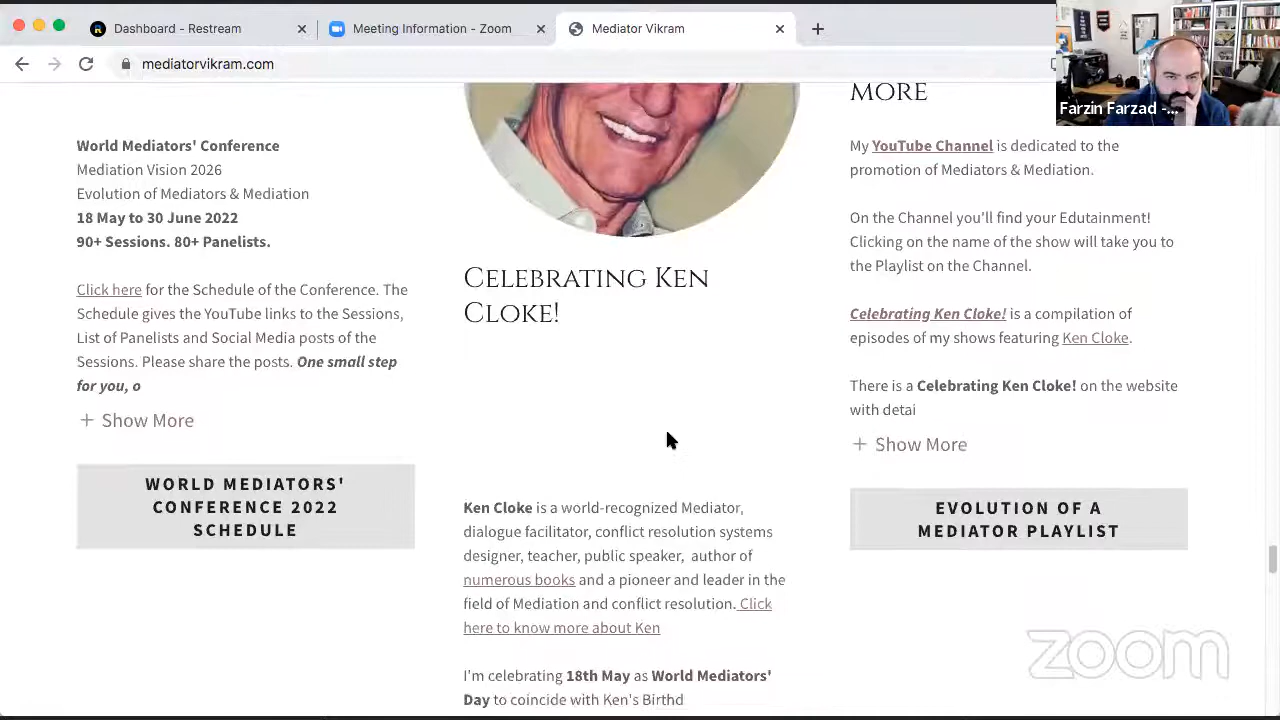 Dashboard - Restream
Meeting Information - Zoom
Mediator Vikram
mediatorvikram.com
Farzin Farzad -...
World Mediators' Conference
Mediation Vision 2026
Evolution of Mediators & Mediation
18 May to 30 June 2022
90+ Sessions. 80+ Panelists.
Click here for the Schedule of the Conference. The
Schedule gives the YouTube links to the Sessions,
List of Panelists and Social Media posts of the
Sessions. Please share the posts. One small step
for you, o
+ Show More
WORLD MEDIATORS'
CONFERENCE 2022
SCHEDULE
CELEBRATING KEN
CLOKE!
Ken Cloke is a world-recognized Mediator,
dialogue facilitator, conflict resolution systems
designer, teacher, public speaker, author of
numerous books and a pioneer and leader in the
field of Mediation and conflict resolution. Click
here to know more about Ken
I'm celebrating 18th May as World Mediators'
Day to coincide with Ken's Birthd
MORE
My YouTube Channel is dedicated to the
promotion of Mediators & Mediation.
On the Channel you'll find your Edutainment!
Clicking on the name of the show will take you to
the Playlist on the Channel.
Celebrating Ken Cloke! is a compilation of
episodes of my shows featuring Ken Cloke.
There is a Celebrating Ken Cloke! on the website
with detai
+ Show More
EVOLUTION OF A
MEDIATOR PLAYLIST
zoom